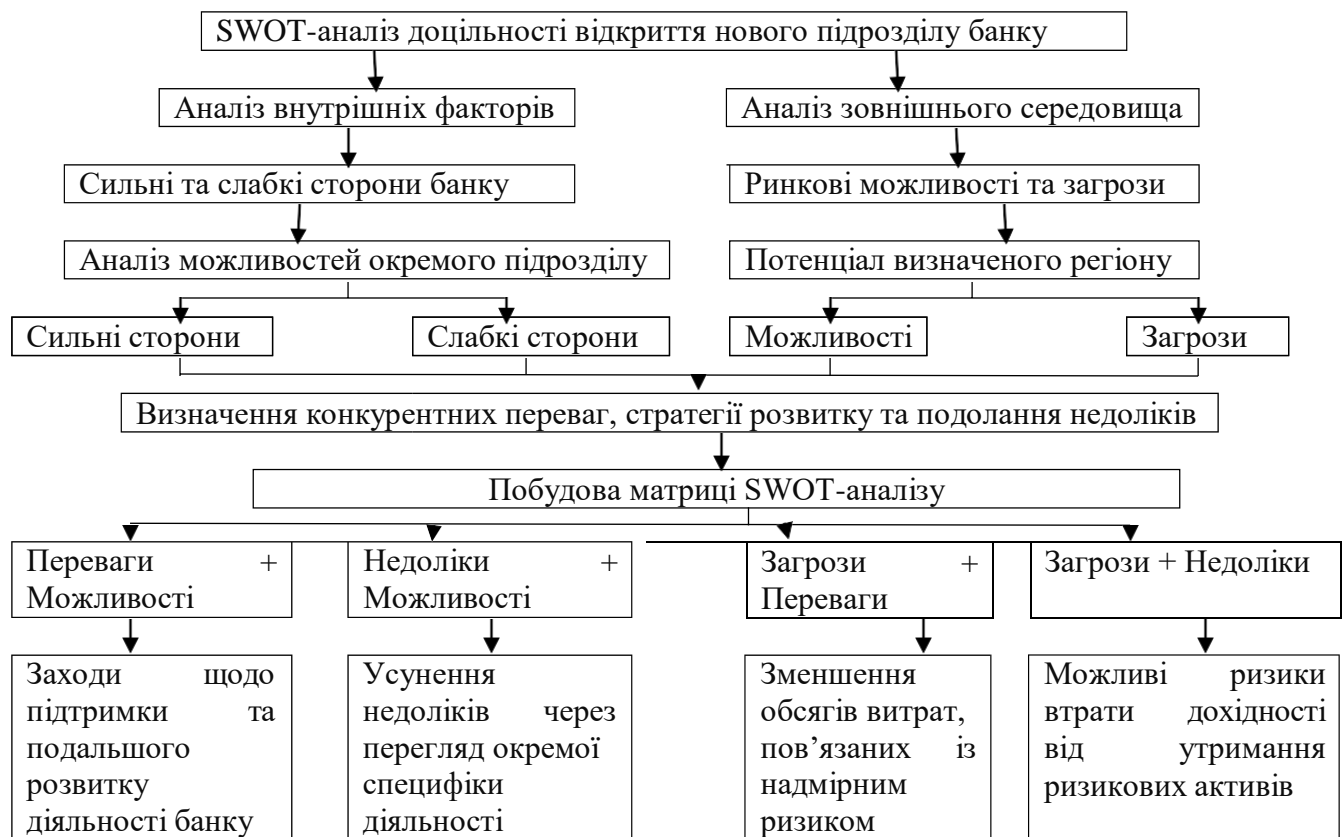 SWOT-аналіз доцільності відкриття нового підрозділу банку
Аналіз внутрішніх факторів
Аналіз зовнішнього середовища
Сильні та слабкі сторони банку
Ринкові можливості та загрози
Аналіз можливостей окремого підрозділу
Потенціал визначеного регіону
Сильні сторони
Слабкі сторони
Можливості
Загрози
Визначення конкурентних переваг, стратегії розвитку та подолання недоліків
Побудова матриці SWOT-аналізу
Переваги +
Можливості
Недоліки +
Можливості
Загрози +
Переваги
Загрози + Недоліки
Заходи щодо
підтримки та
подальшого
розвитку
діяльності банку
Усунення
недоліків через
перегляд окремої
специфіки
діяльності
Зменшення
обсягів витрат,
пов’язаних із
надмірним
ризиком
Можливі ризики
втрати дохідності
від утримання
ризикових активів